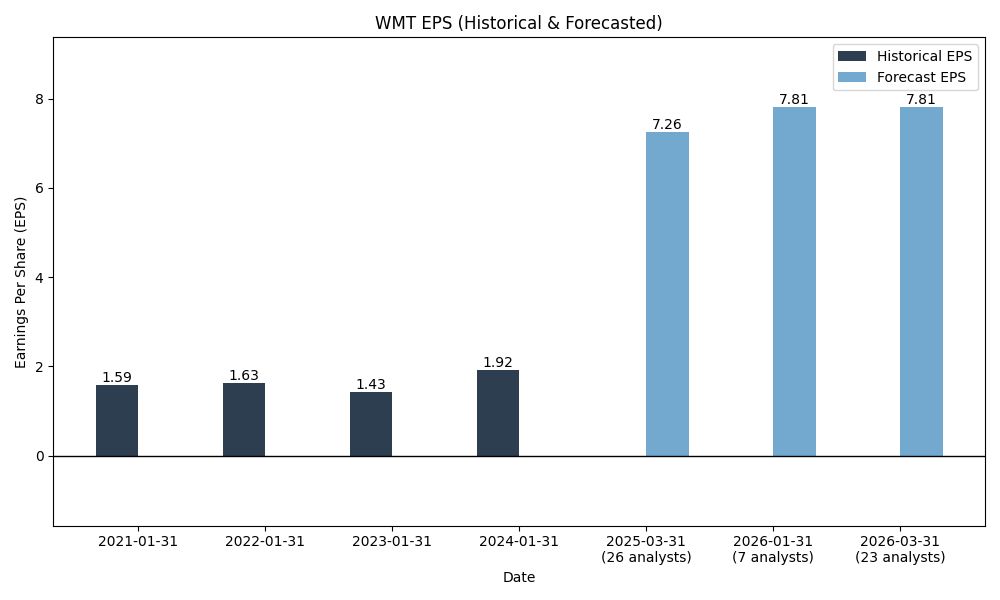 WMT EPS (Historical & Forecasted)
Historical EPS
Forecast EPS
Earnings Per Share (EPS)
8
6
4
2
0
1.59
1.63
1.43
1.92
7.26
7.81
7.81
2021-01-31
2022-01-31
2023-01-31
2024-01-31
2025-03-31
(26 analysts)
2026-01-31
(7 analysts)
2026-03-31
(23 analysts)
Date